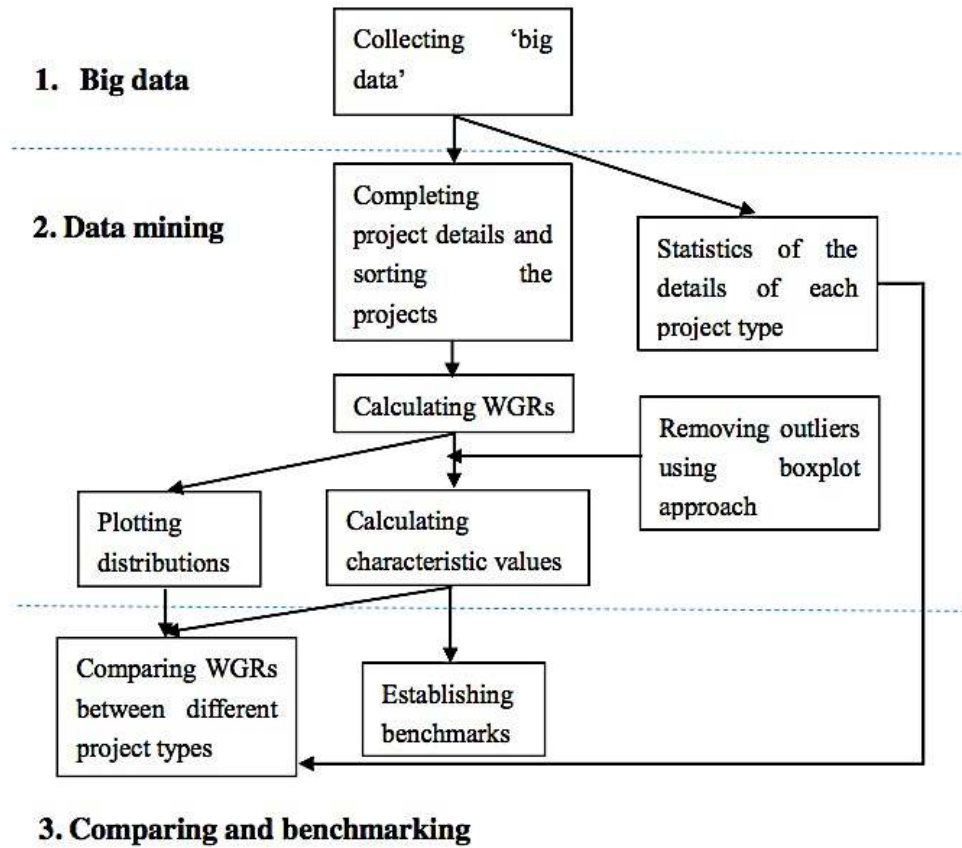 Collecting ‘big
data’
1. Big data
Completing
project details and
sorting the
projects
2. Data mining
Statistics of the
details of each
project type
Calculating WGRs
Removing outliers
using boxplot
approach
Plotting
distributions
Calculating
characteristic values
Comparing WGRs
between different
project types
Establishing
benchmarks
3. Comparing and benchmarking